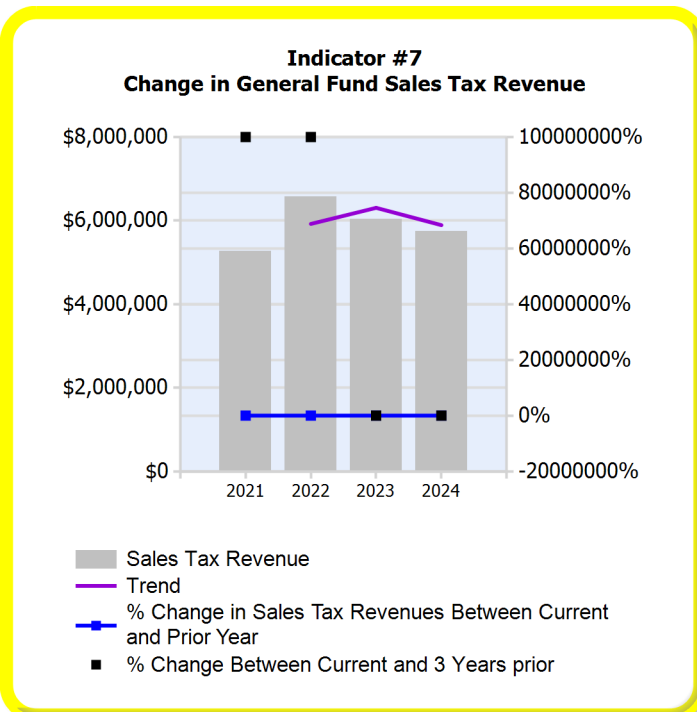 Indicator #7
Change in General Fund Sales Tax Revenue
$8,000,000
$6,000,000
$4,000,000
$2,000,000
$0
100000000%
80000000%
60000000%
40000000%
20000000%
0%
-20000000%
2021 2022 2023 2024
Sales Tax Revenue
Trend
% Change in Sales Tax Revenues Between Current
and Prior Year
% Change Between Current and 3 Years prior